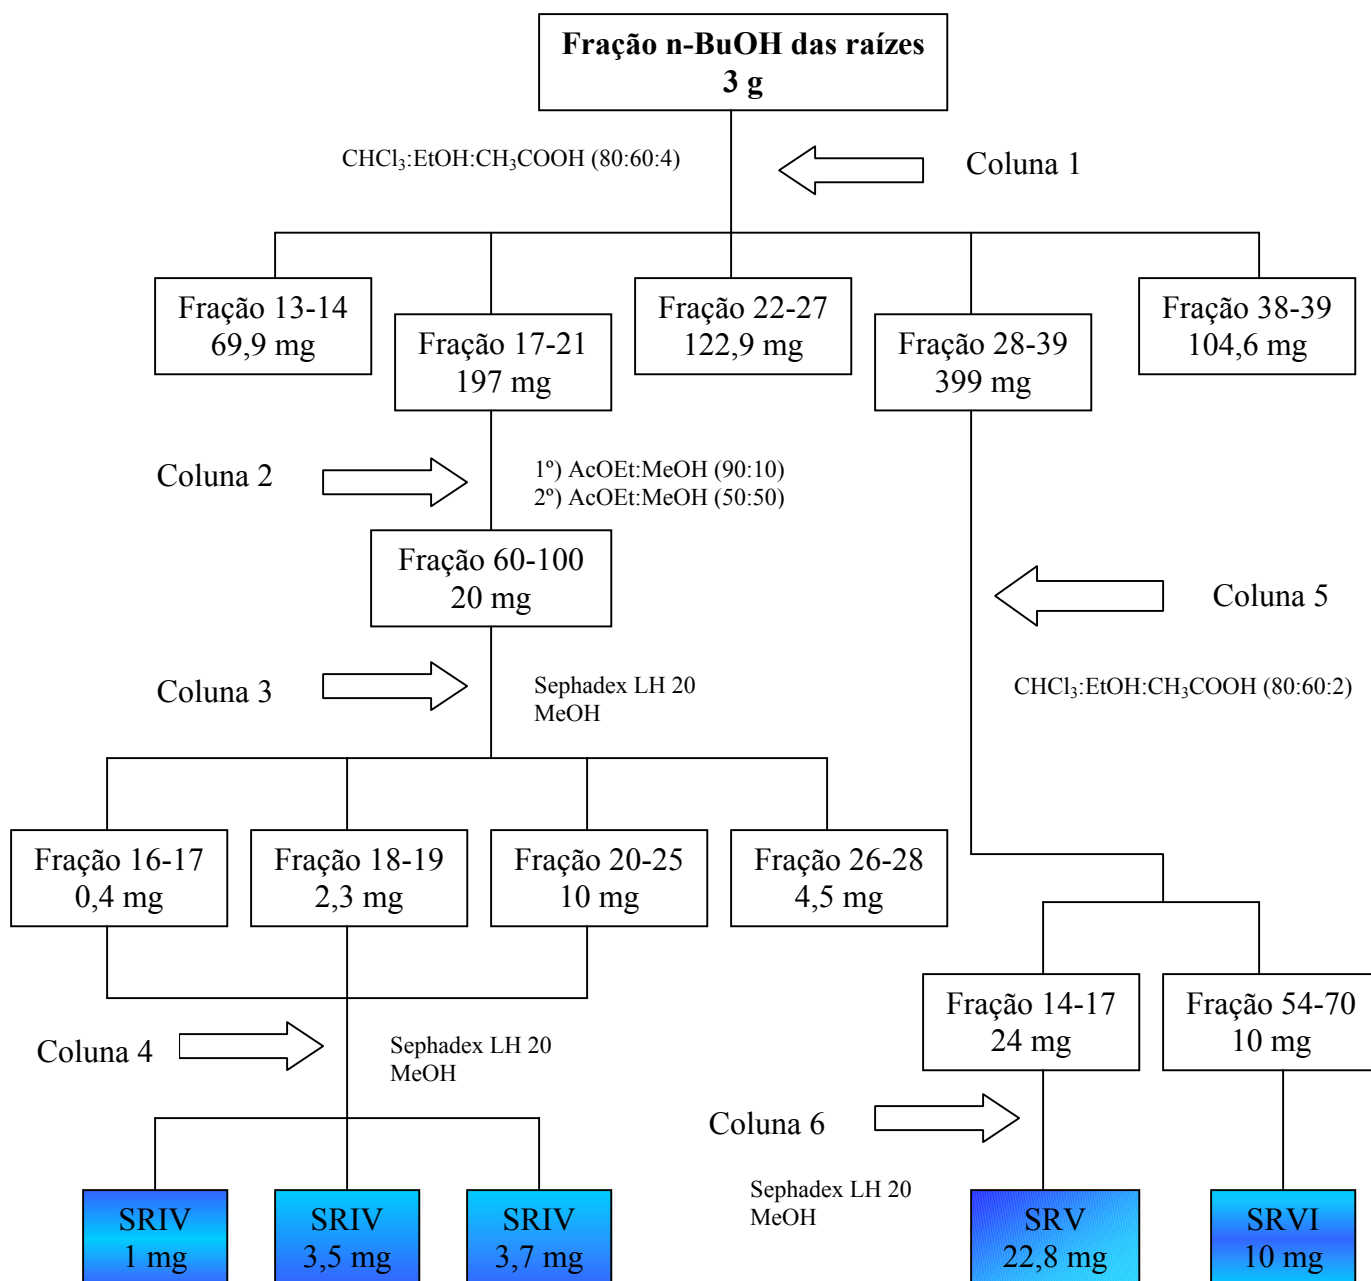 Fração n-BuOH das raízes
3 g
CHCl₃:EtOH:CH₃COOH (80:60:4)
Coluna 1
Fração 13-14
69,9 mg
Fração 17-21
197 mg
Fração 22-27
122,9 mg
Fração 28-39
399 mg
Fração 38-39
104,6 mg
Coluna 2
1º) AcOEt:MeOH (90:10)
2º) AcOEt:MeOH (50:50)
Fração 60-100
20 mg
Coluna 5
Coluna 3
Sephadex LH 20
MeOH
CHCl₃:EtOH:CH₃COOH (80:60:2)
Fração 16-17
0,4 mg
Fração 18-19
2,3 mg
Fração 20-25
10 mg
Fração 26-28
4,5 mg
Fração 14-17
24 mg
Fração 54-70
10 mg
Coluna 4
Sephadex LH 20
MeOH
Coluna 6
Sephadex LH 20
MeOH
SRIV
1 mg
SRIV
3,5 mg
SRIV
3,7 mg
SRV
22,8 mg
SRVI
10 mg